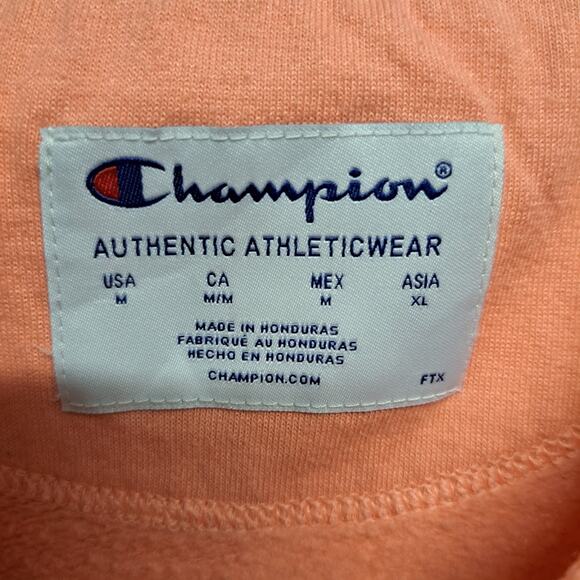 Champion®
AUTHENTIC ATHLETICWEAR
USA CA MEX ASIA
M M/M M XL
MADE IN HONDURAS
FABRIQUÉ AU HONDURAS
HECHO EN HONDURAS
CHAMPION.COM
FTX